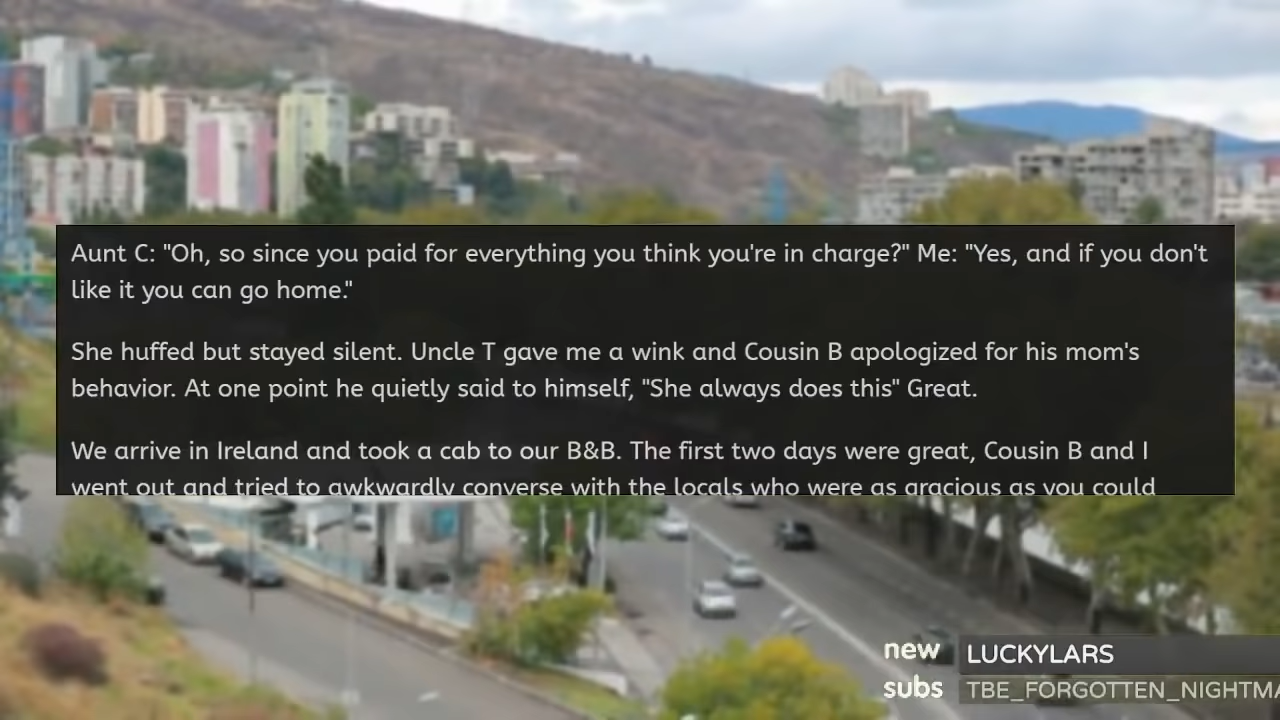 Aunt C: "Oh, so since you paid for everything you think you're in charge?" Me: "Yes, and if you don't
like it you can go home."
She huffed but stayed silent. Uncle T gave me a wink and Cousin B apologized for his mom's
behavior. At one point he quietly said to himself, "She always does this" Great.
We arrive in Ireland and took a cab to our B&B. The first two days were great, Cousin B and I
went out and tried to awkwardly converse with the locals who were as gracious as you could
new LUCKYLARS
subs TBE_FORGOTTEN_NIGHTMA